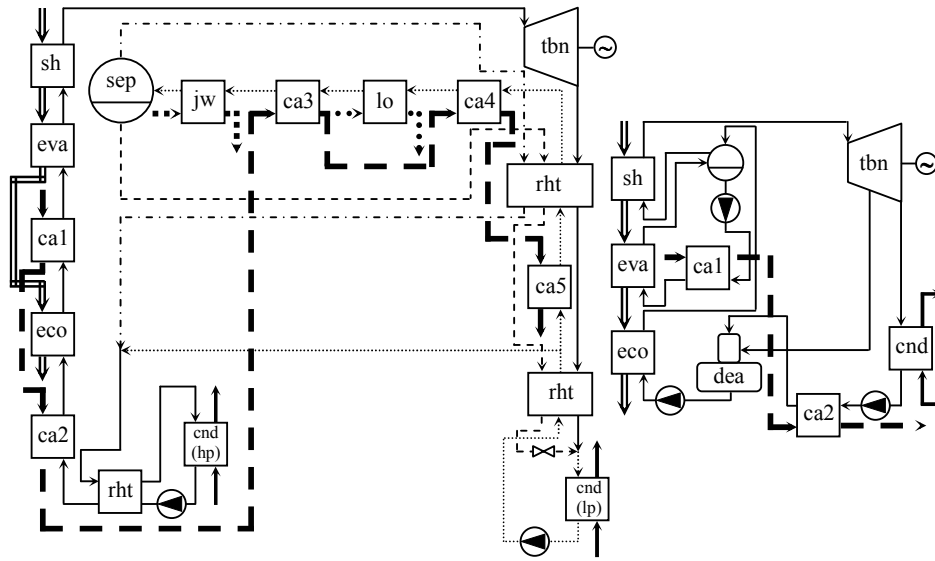 sh
tbn
~
sep
jw
ca3
lo
ca4
eva
rht
ca1
ca5
eco
rht
ca2
cnd
(hp)
rht
cnd
(lp)
tbn
~
sh
eva
ca1
eco
dea
cnd
ca2